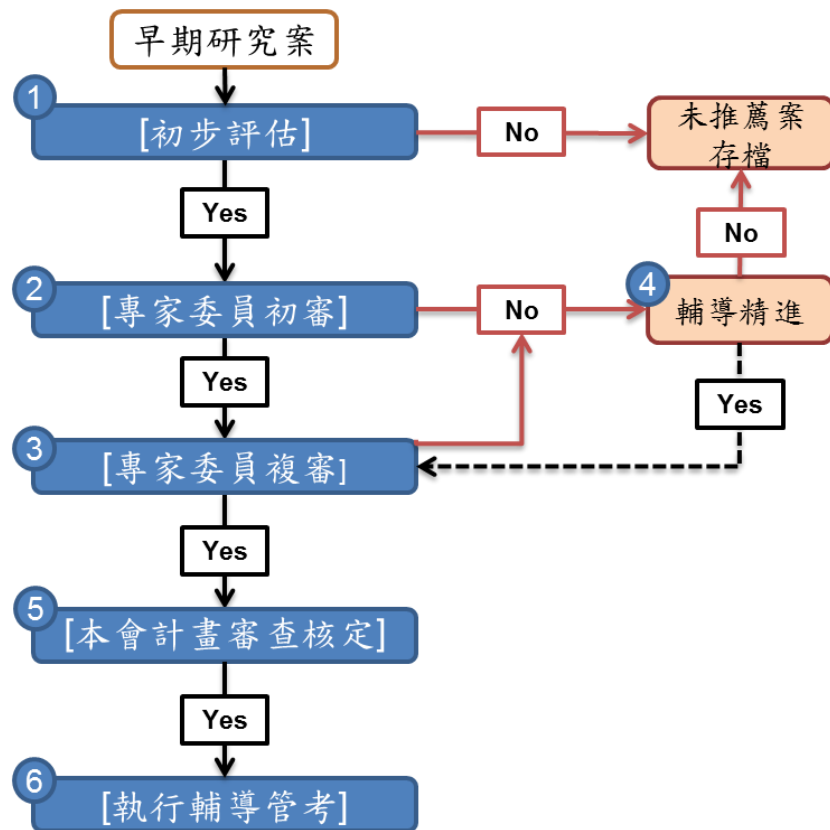 早期研究案
1
[初步評估]
No
未推薦案
存檔
Yes
No
2
[專家委員初審]
No
4
輔導精進
Yes
Yes
3
[專家委員複審]
Yes
5
[本會計畫審查核定]
Yes
6
[執行輔導管考]